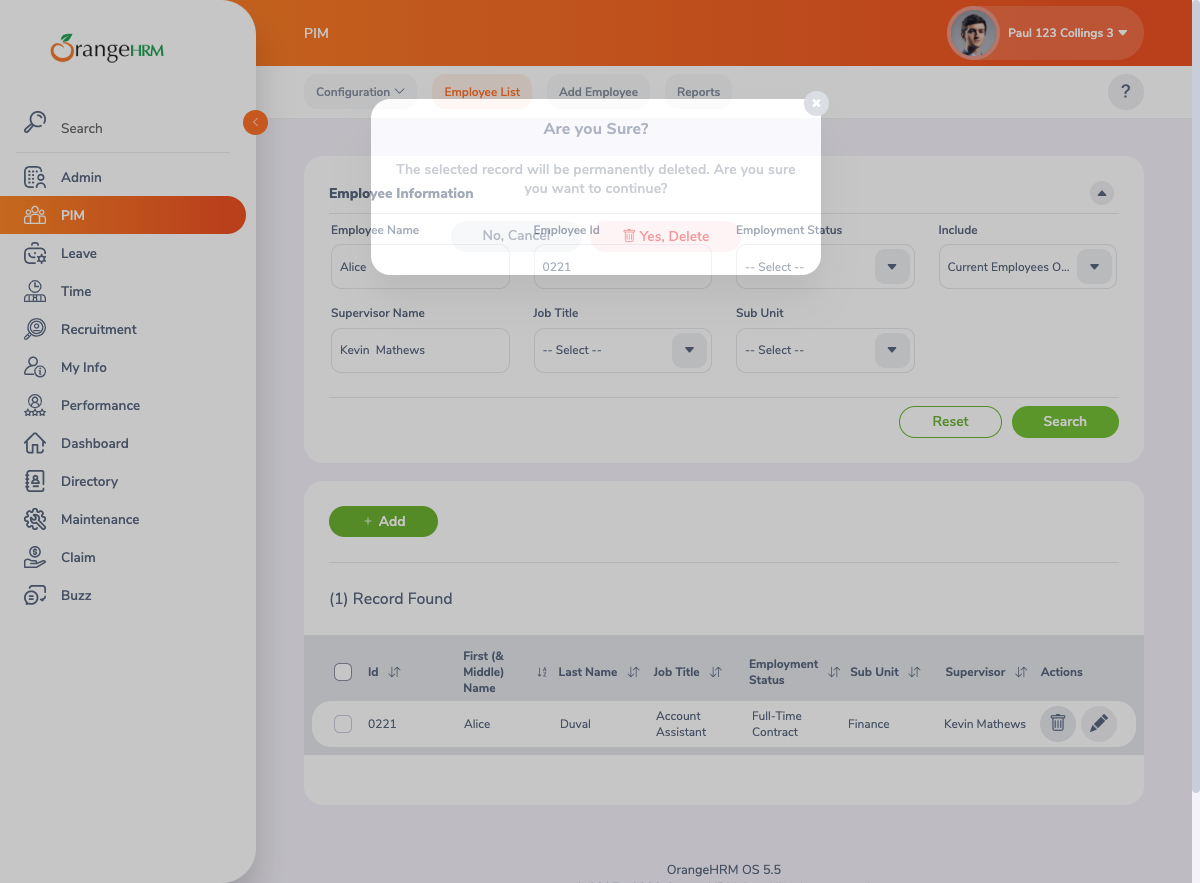 OrangeHRM
PIM
Paul 123 Collings 3
Configuration
Employee List
Add Employee
Reports
?
Search
Admin
PIM
Leave
Time
Recruitment
My Info
Performance
Dashboard
Directory
Maintenance
Claim
Buzz
Are you Sure?
The selected record will be permanently deleted. Are you sure
you want to continue?
No, Cancel
Yes, Delete
Employee Information
Employee Name
Employee Id
Employment Status
Include
Alice
0221
-- Select --
Current Employees O...
Supervisor Name
Job Title
Sub Unit
Kevin Mathews
-- Select --
-- Select --
Reset
Search
+ Add
(1) Record Found
Id
First (&
Middle)
Name
Last Name
Job Title
Employment
Status
Sub Unit
Supervisor
Actions
0221
Alice
Duval
Account
Assistant
Full-Time
Contract
Finance
Kevin Mathews
OrangeHRM OS 5.5